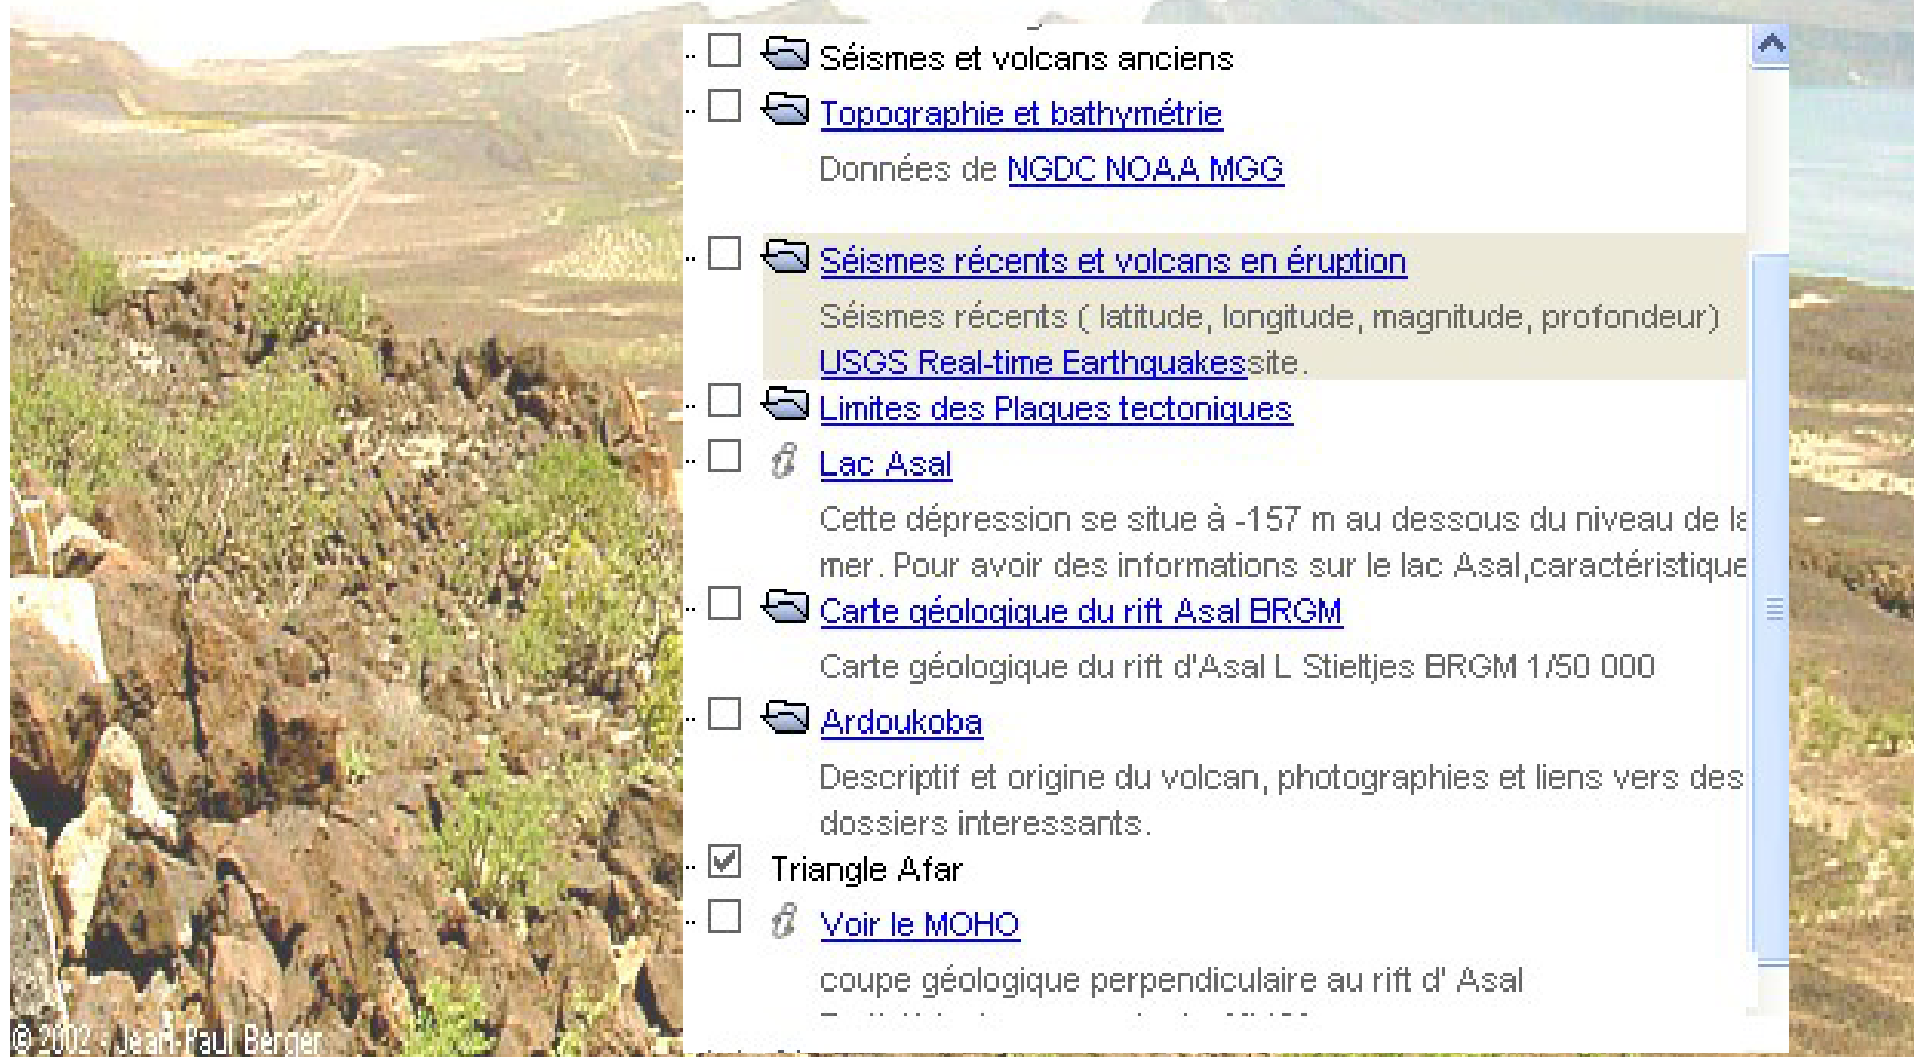 Séismes et volcans anciens
Topographie et bathymétrie
Données de NGDC NOAA MGG
Séismes récents et volcans en éruption
Séismes récents ( latitude, longitude, magnitude, profondeur)
USGS Real-time Earthquakessite.
Limites des Plaques tectoniques
Lac Asal
Cette dépression se situe à -157 m au dessous du niveau de la
mer. Pour avoir des informations sur le lac Asal,caractéristique
Carte géologique du rift Asal BRGM
Carte géologique du rift d'Asal L Stieltjes BRGM 1/50 000
Ardoukoba
Descriptif et origine du volcan, photographies et liens vers des
dossiers interessants.
Triangle Afar
Voir le MOHO
coupe géologique perpendiculaire au rift d' Asal
© 2002 - Jean-Paul Berger